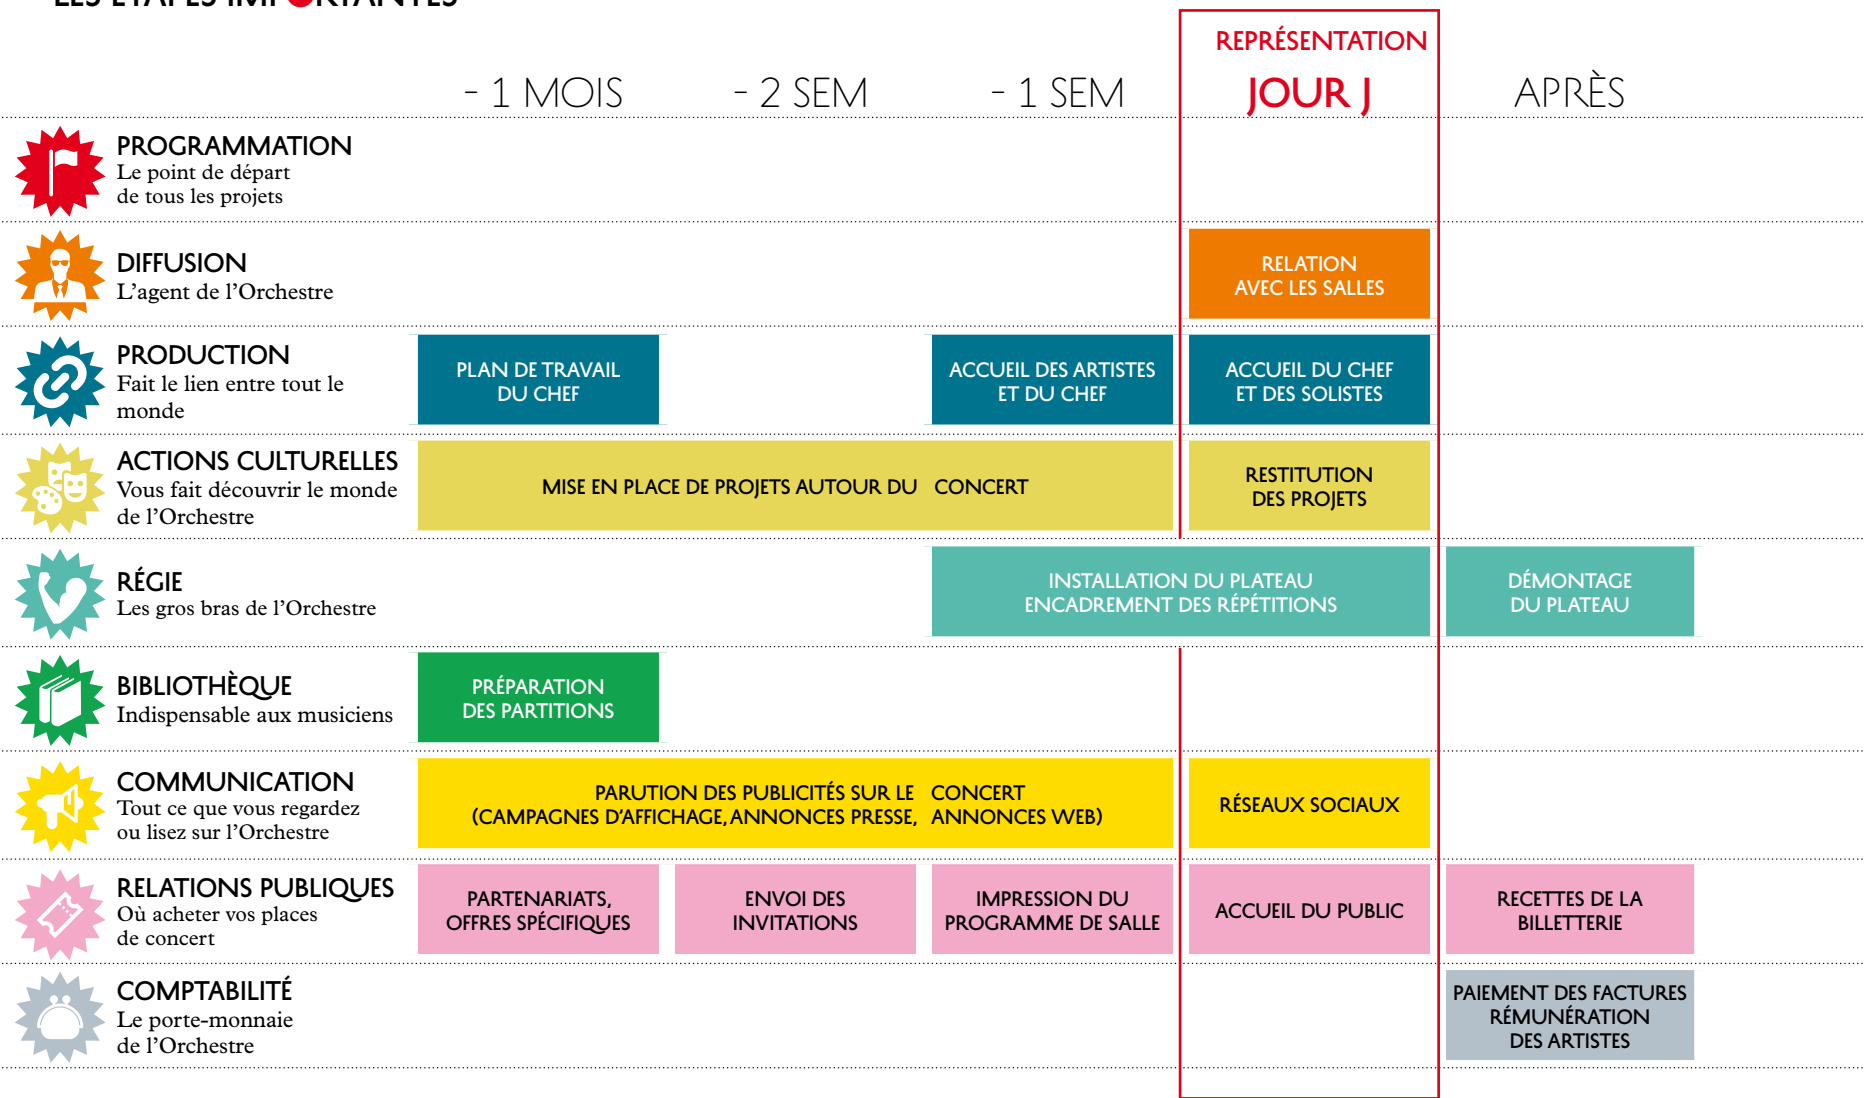 LES ÉTAPES IMPORTANTES
REPRÉSENTATION
- 1 MOIS - 2 SEM - 1 SEM JOUR J APRÈS
PROGRAMMATION
Le point de départ
de tous les projets
DIFFUSION
L'agent de l'Orchestre
RELATION
AVEC LES SALLES
PRODUCTION
Fait le lien entre tout le
monde
PLAN DE TRAVAIL
DU CHEF
ACCUEIL DES ARTISTES
ET DU CHEF
ACCUEIL DU CHEF
ET DES SOLISTES
ACTIONS CULTURELLES
Vous fait découvrir le monde
de l'Orchestre
MISE EN PLACE DE PROJETS AUTOUR DU CONCERT
RESTITUTION
DES PROJETS
RÉGIE
Les gros bras de l'Orchestre
INSTALLATION DU PLATEAU
ENCADREMENT DES RÉPÉTITIONS
DÉMONTAGE
DU PLATEAU
BIBLIOTHÈQUE
Indispensable aux musiciens
PRÉPARATION
DES PARTITIONS
COMMUNICATION
Tout ce que vous regardez
ou lisez sur l'Orchestre
PARUTION DES PUBLICITÉS SUR LE CONCERT
(CAMPAGNES D'AFFICHAGE, ANNONCES PRESSE, ANNONCES WEB)
RÉSEAUX SOCIAUX
RELATIONS PUBLIQUES
Où acheter vos places
de concert
PARTENARIATS,
OFFRES SPÉCIFIQUES
ENVOI DES
INVITATIONS
IMPRESSION DU
PROGRAMME DE SALLE
ACCUEIL DU PUBLIC
RECETTES DE LA
BILLETTERIE
COMPTABILITÉ
Le porte-monnaie
de l'Orchestre
PAIEMENT DES FACTURES
RÉMUNÉRATION
DES ARTISTES